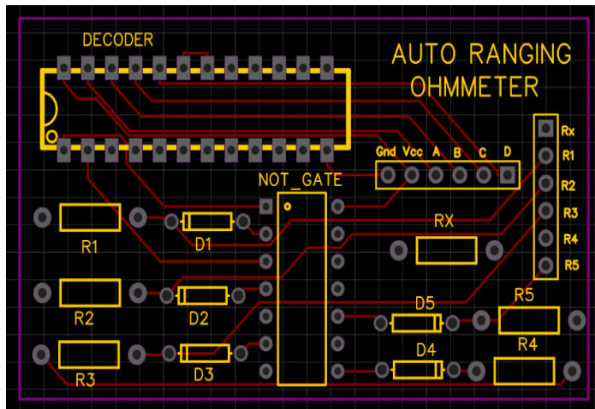 DECODER
AUTO RANGING
OHMMETER
Gnd Vcc A B C D
Rx
R1
R2
R3
R4
R5
NOT_GATE
RX
R1
D1
R2
D2
R3
D3
D5
R5
D4
R4